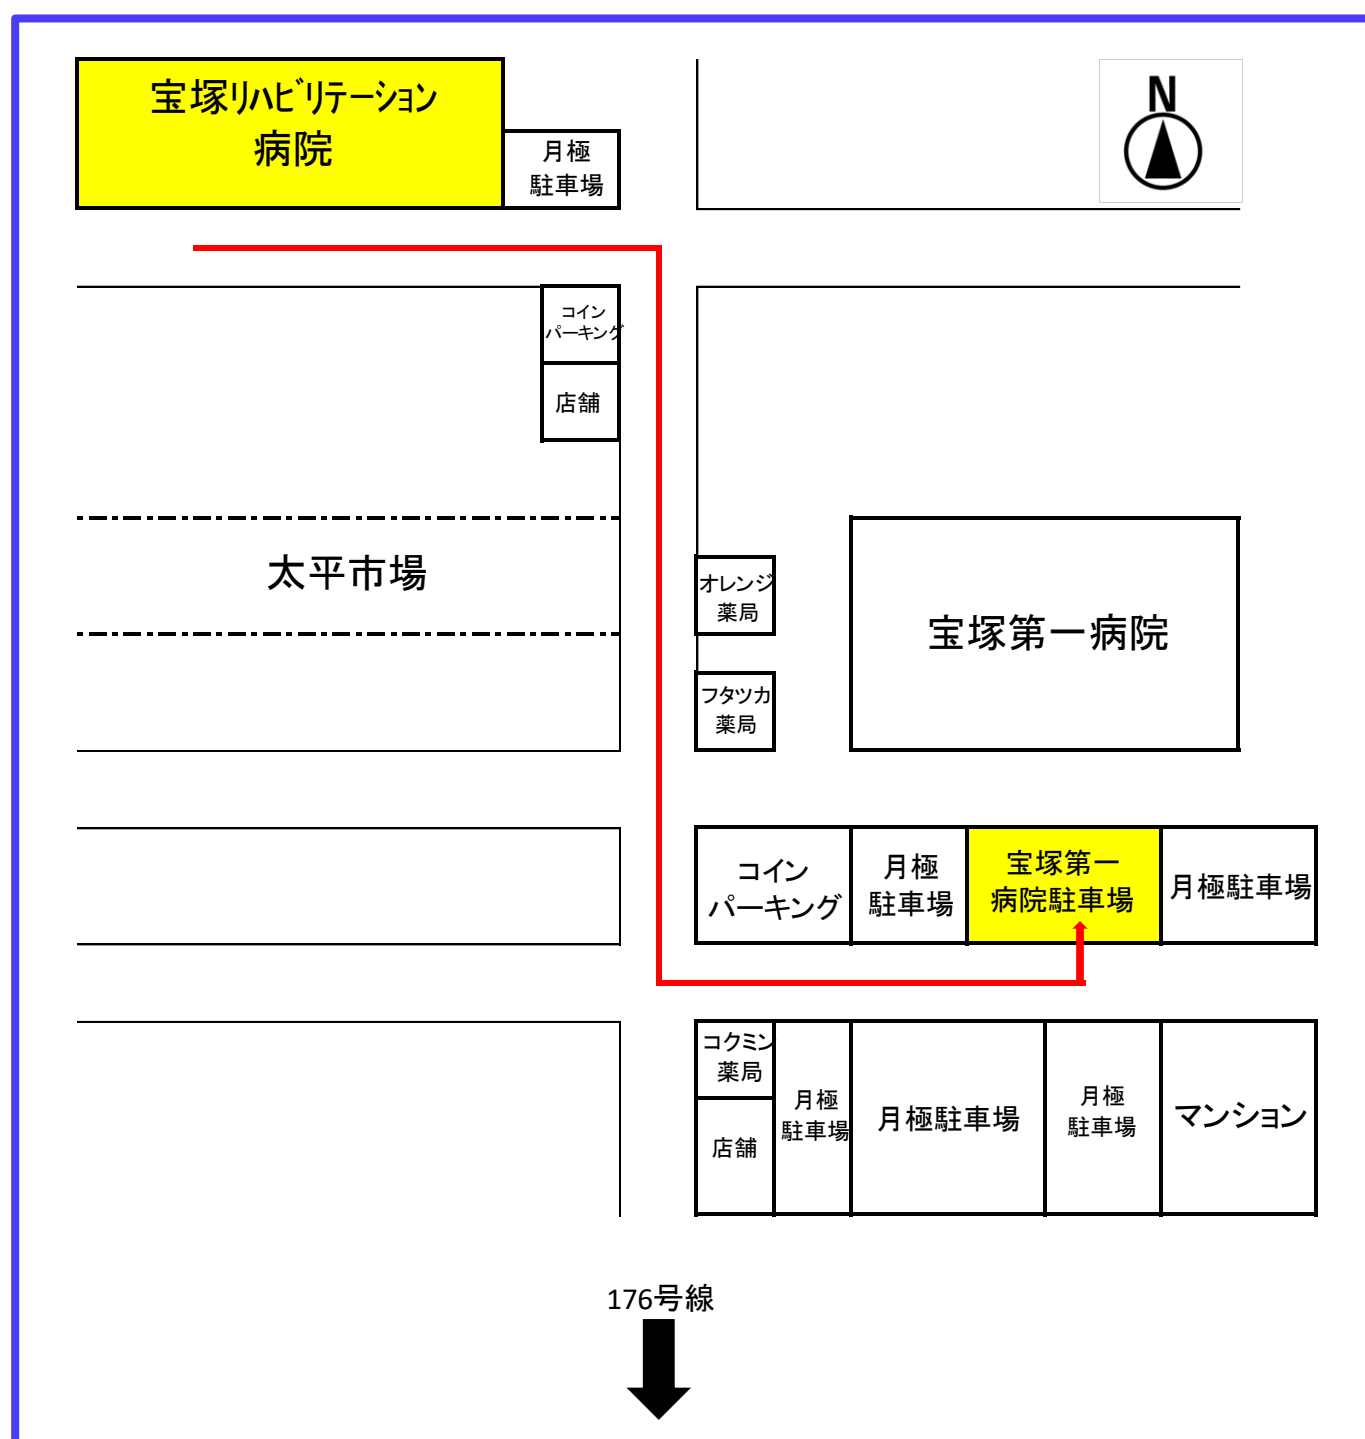 宝塚リハビリテーション
病院
N
月極
駐車場
コイン
パーキング
店舗
太平市場
オレンジ
薬局
宝塚第一病院
フタツカ
薬局
コイン
パーキング
月極
駐車場
宝塚第一
病院駐車場
月極駐車場
コクミン
薬局
店舗
月極
駐車場
月極駐車場
月極
駐車場
マンション
176号線